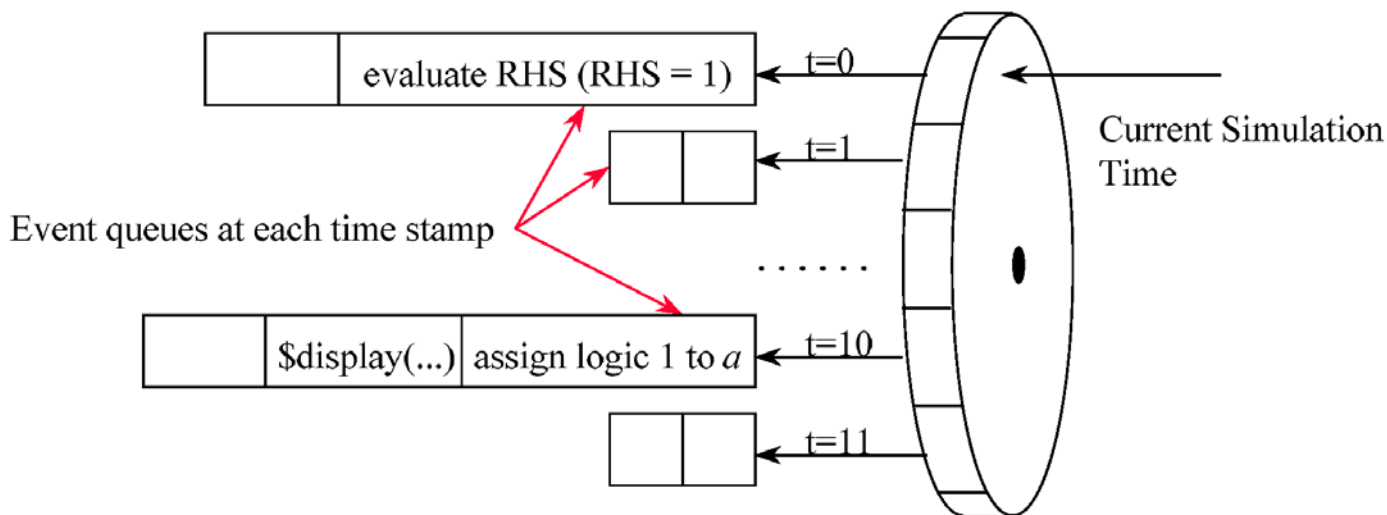 evaluate RHS (RHS = 1)
t=0
Current Simulation
Time
t=1
Event queues at each time stamp
. . . . . .
$display(...)
assign logic 1 to a
t=10
t=11